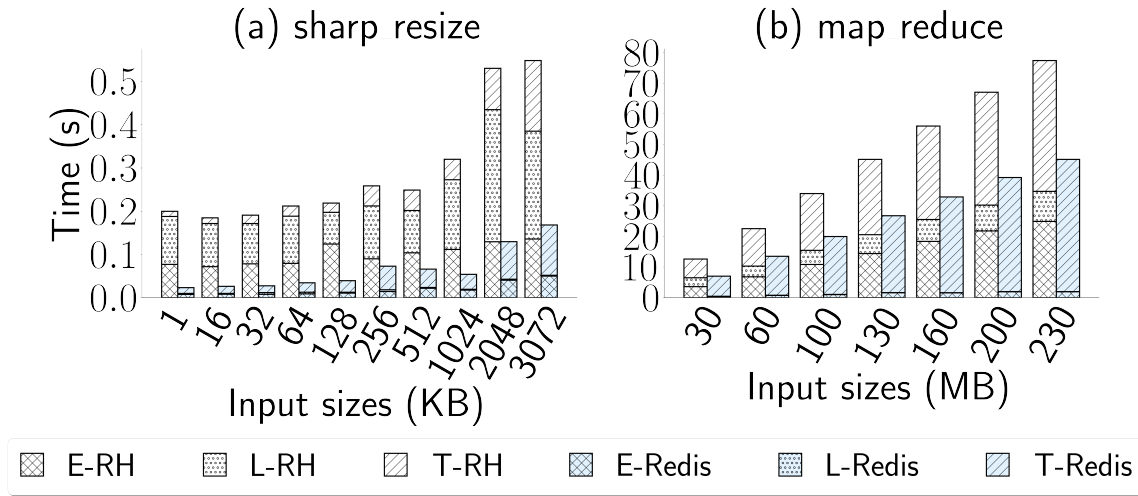 (a) sharp resize
(b) map reduce
Time (s)
0.5
0.4
0.3
0.2
0.1
0.0
1 16 32 64 128 256 512 1024 2048 3072
Input sizes (KB)
80
70
60
50
40
30
20
10
0
30 60 100 130 160 200 230
Input sizes (MB)
E-RH L-RH T-RH E-Redis L-Redis T-Redis